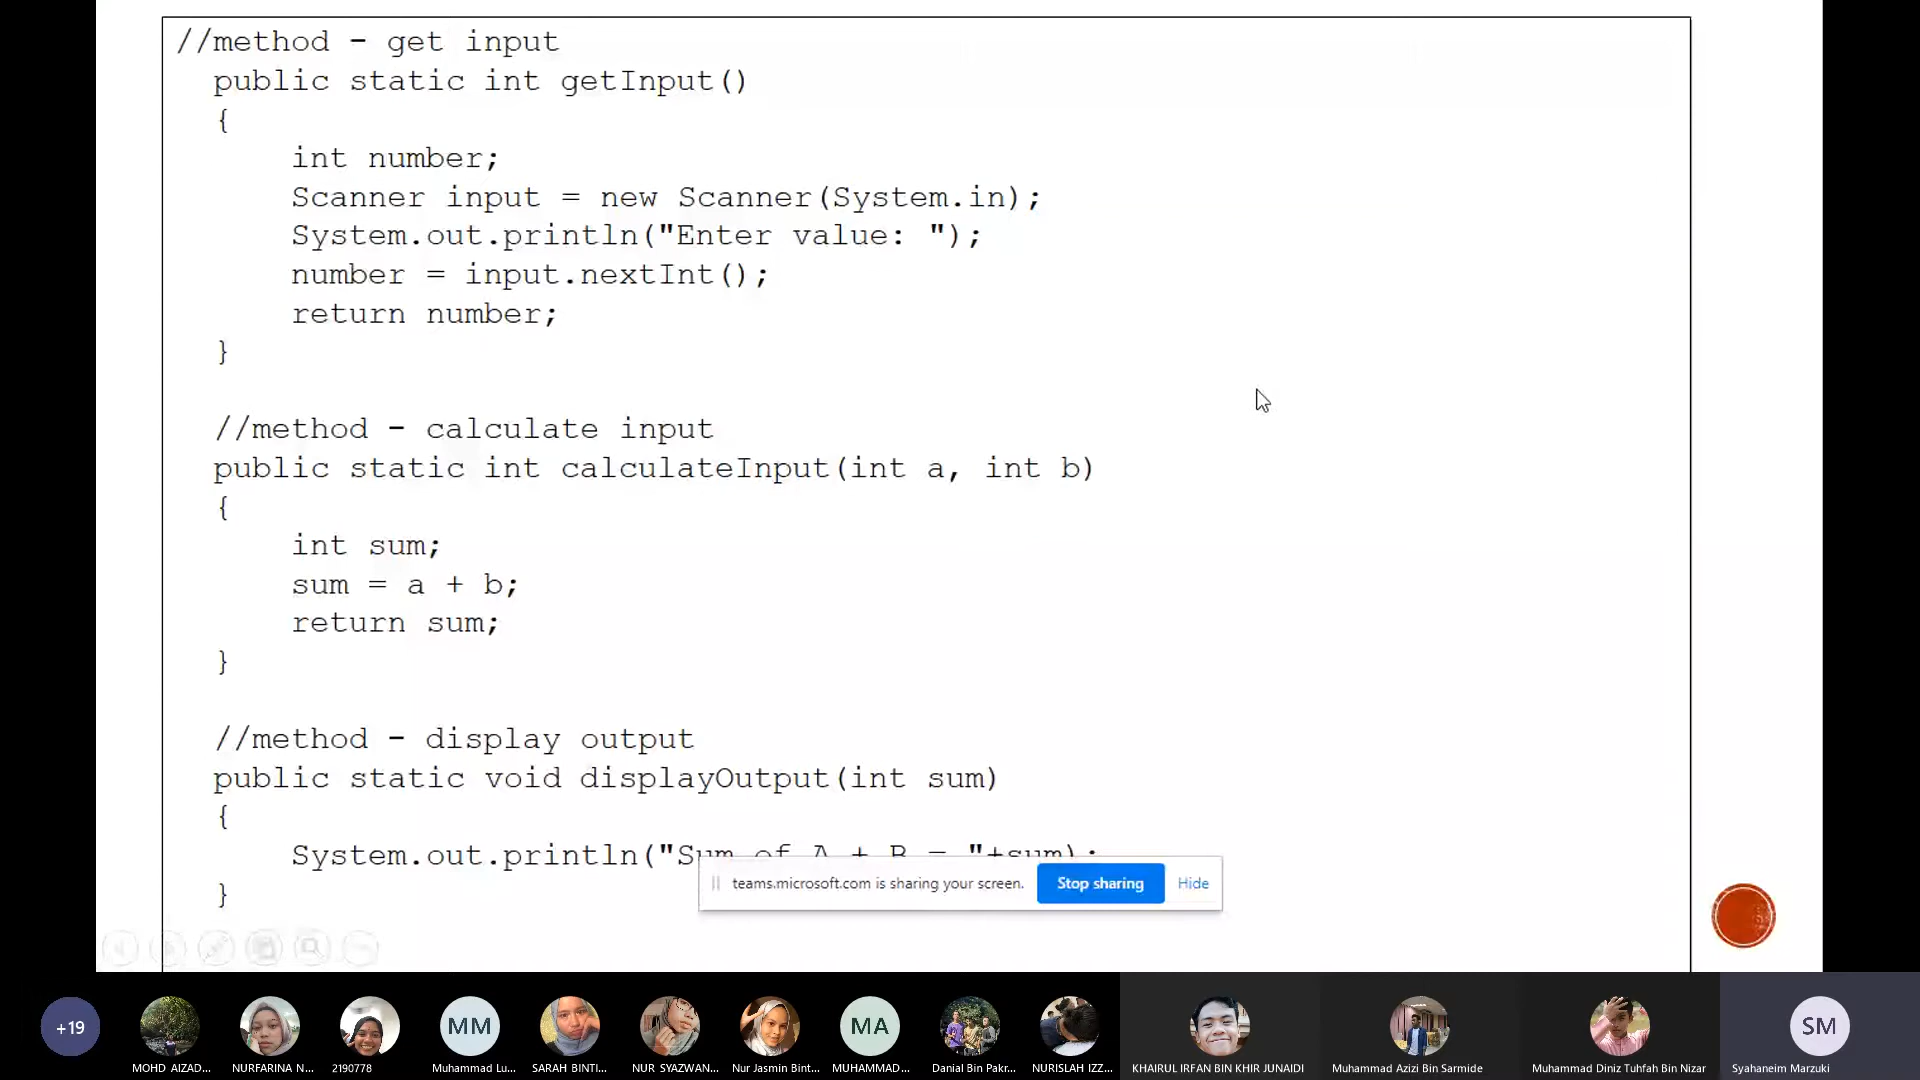 //method - get input
public static int getInput()
{
int number;
Scanner input = new Scanner(System.in);
System.out.println("Enter value: ");
number = input.nextInt();
return number;
}
//method - calculate input
public static int calculateInput(int a, int b)
{
int sum;
sum = a + b;
return sum;
}
//method - display output
public static void displayOutput(int sum)
{
System.out.println("Sum of A + B = "+sum);
}
teams.microsoft.com is sharing your screen.
Stop sharing
Hide
+19
MM
MA
SM
MOHD AIZAD...
NURFARINA N...
2190778
Muhammad Lu...
SARAH BINTI...
NUR SYAZWAN...
Nur Jasmin Bint...
MUHAMMAD...
Danial Bin Pakr...
NURISLAH IZZ...
KHAIRUL IRFAN BIN KHIR JUNAIDI
Muhammad Azizi Bin Sarmide
Muhammad Diniz Tuhfah Bin Nizar
Syahaneim Marzuki